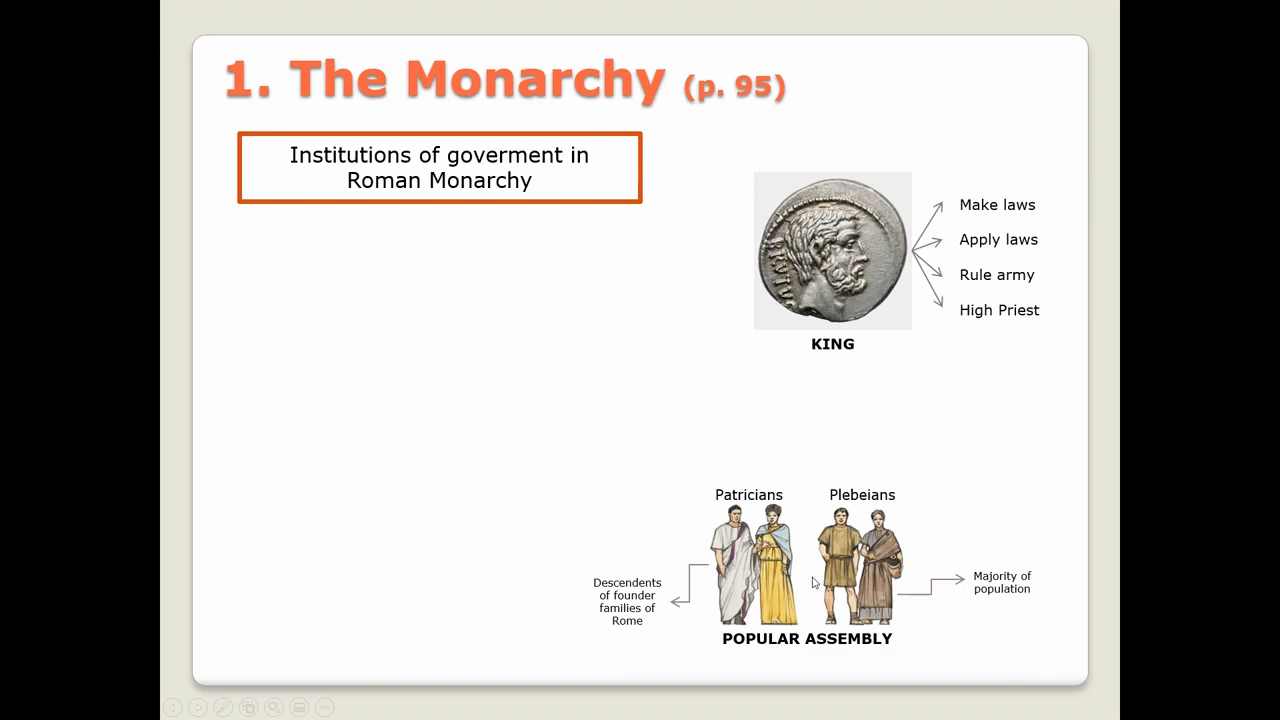 1. The Monarchy (p. 95)
Institutions of goverment in
Roman Monarchy
BRVTUS
Make laws
Apply laws
Rule army
High Priest
KING
Patricians
Plebeians
Descendents
of founder
families of
Rome
Majority of
population
POPULAR ASSEMBLY